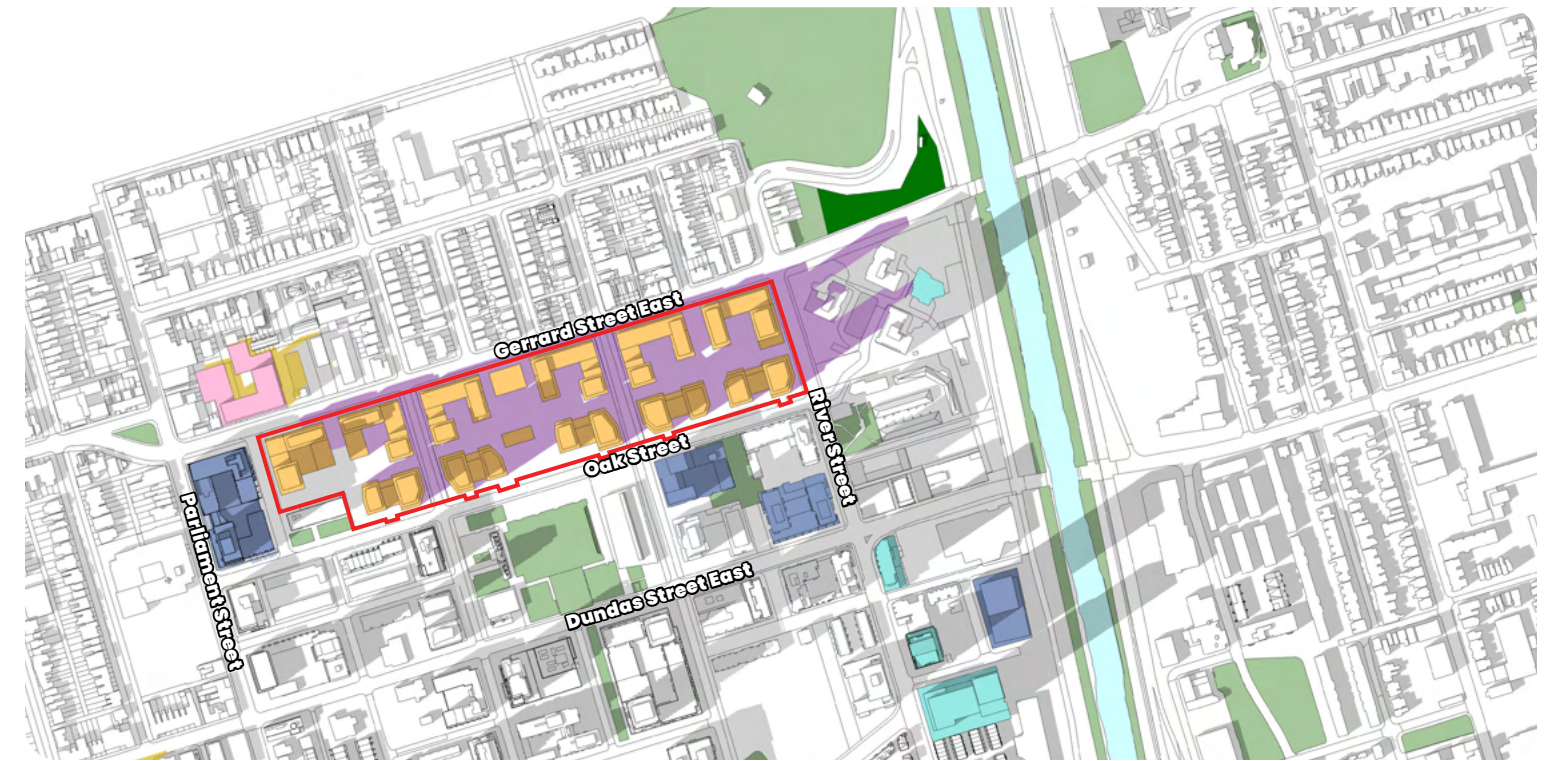 Gerrard Street East
Oak Street
River Street
Parliament Street
Dundas Street East